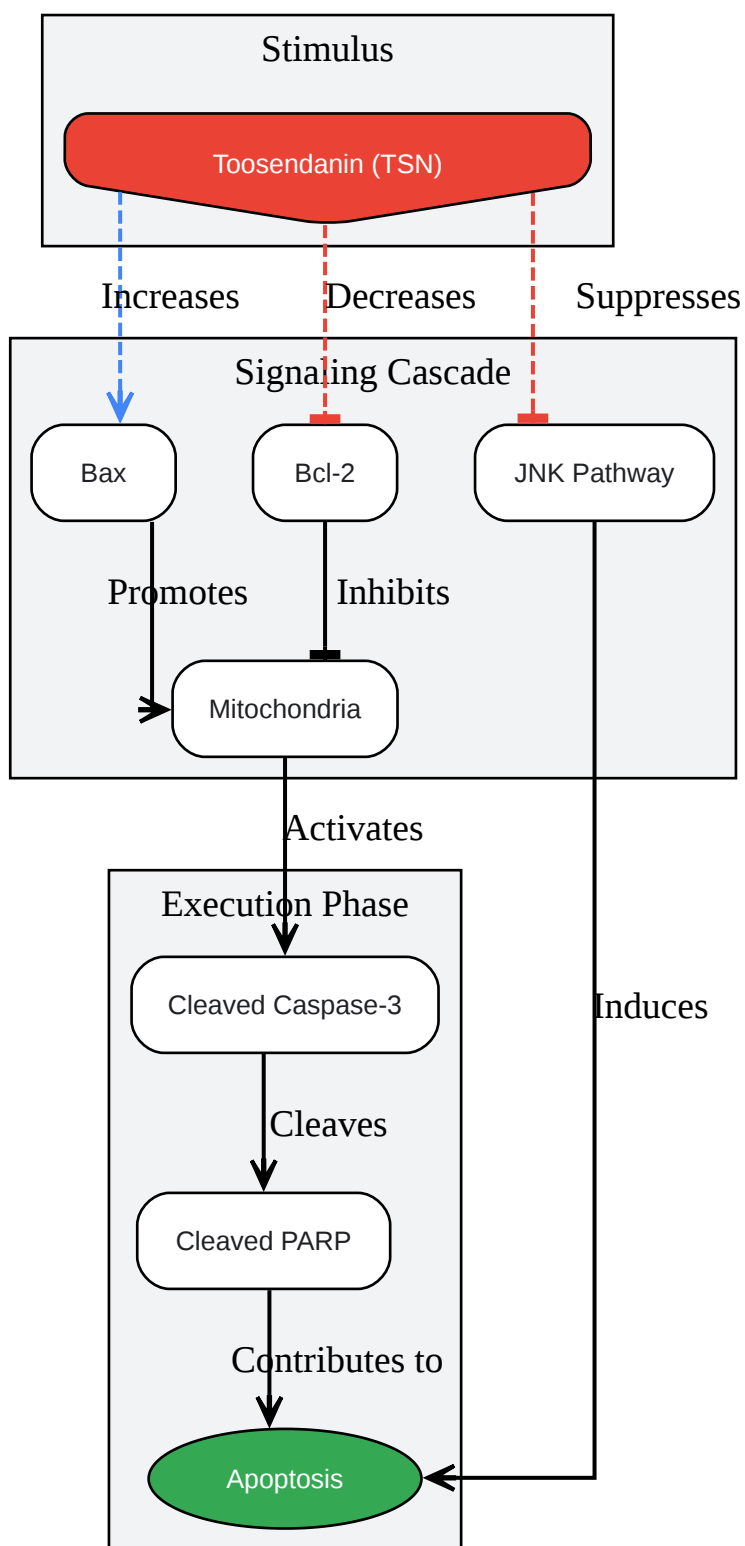 Stimulus
Toosendanin (TSN)
Increases
Decreases
Suppresses
Signaling Cascade
Bax
Bcl-2
JNK Pathway
Promotes
Inhibits
Mitochondria
Activates
Execution Phase
Cleaved Caspase-3
Induces
Cleaves
Cleaved PARP
Contributes to
Apoptosis